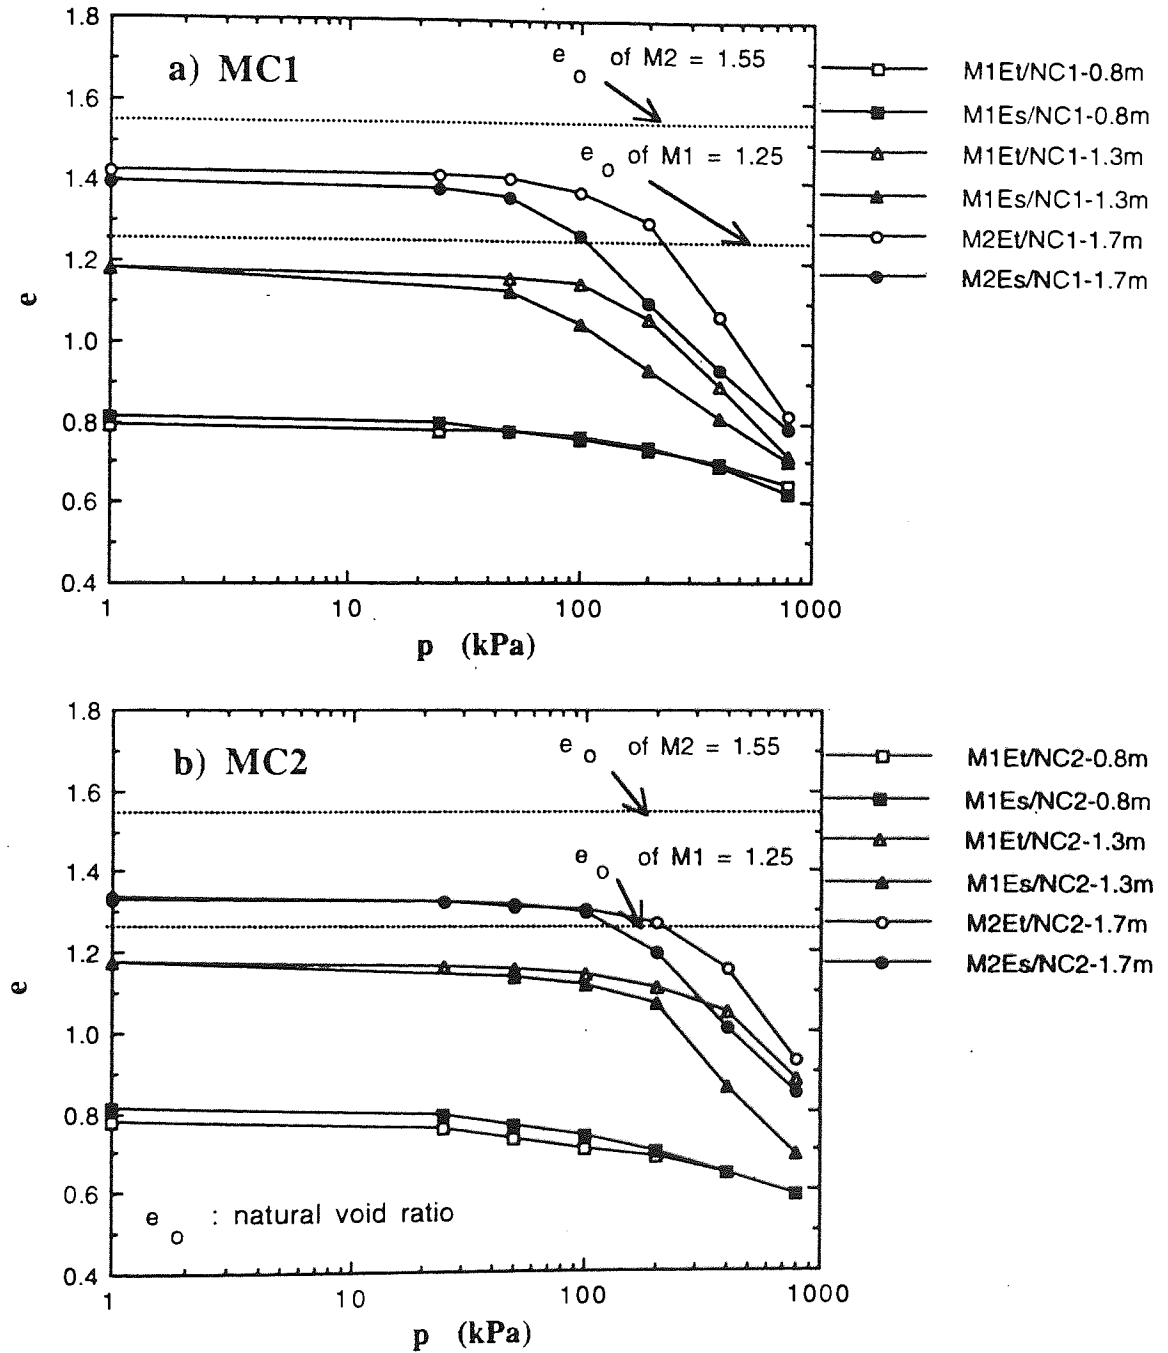 1.8
a) MC1
e o of M2 = 1.55
1.6
e o of M1 = 1.25
1.4
1.2
e
1.0
0.8
0.6
0.4
1 10 100 1000
p (kPa)
M1Et/NC1-0.8m
M1Es/NC1-0.8m
M1Et/NC1-1.3m
M1Es/NC1-1.3m
M2Et/NC1-1.7m
M2Es/NC1-1.7m
1.8
b) MC2
e o of M2 = 1.55
1.6
1.4
e o of M1 = 1.25
1.2
e
1.0
0.8
0.6
e o : natural void ratio
0.4
1 10 100 1000
p (kPa)
M1Et/NC2-0.8m
M1Es/NC2-0.8m
M1Et/NC2-1.3m
M1Es/NC2-1.3m
M2Et/NC2-1.7m
M2Es/NC2-1.7m